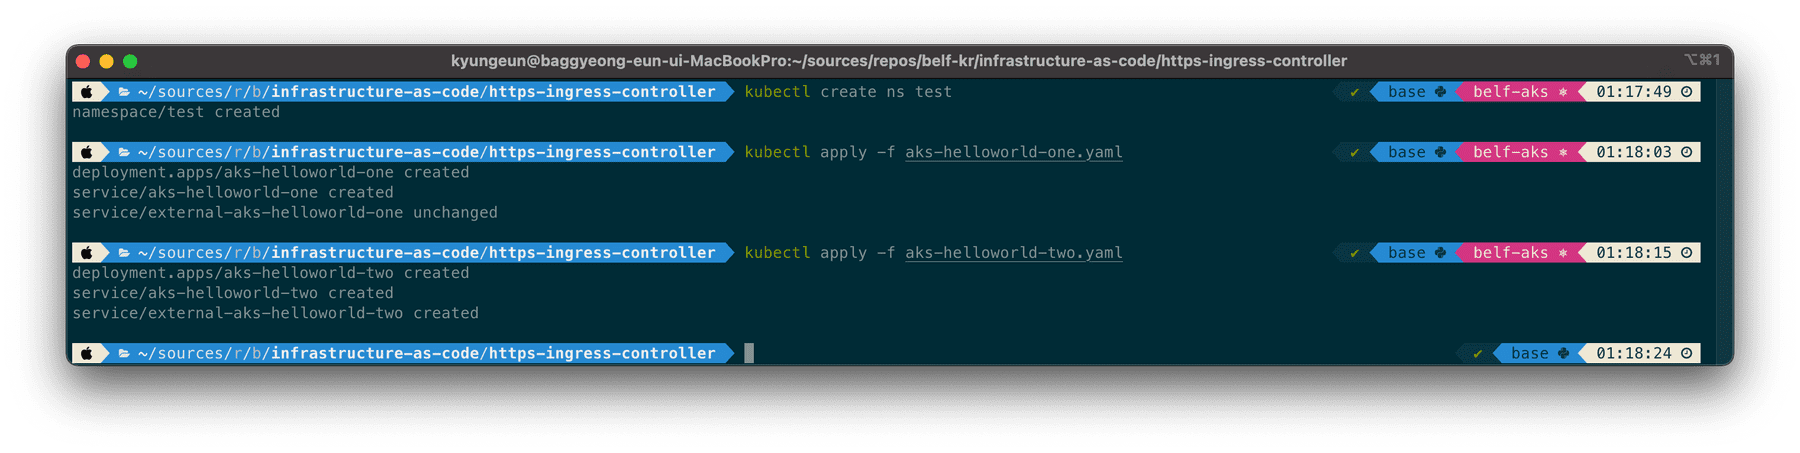 kyungeun@baggyeong-eun-ui-MacBookPro:~/sources/repos/belf-kr/infrastructure-as-code/https-ingress-controller ⌥⌘1
~/sources/r/b/infrastructure-as-code/https-ingress-controller kubectl create ns test ✔ base belf-aks ⎈ 01:17:49
namespace/test created
~/sources/r/b/infrastructure-as-code/https-ingress-controller kubectl apply -f aks-helloworld-one.yaml ✔ base belf-aks ⎈ 01:18:03
deployment.apps/aks-helloworld-one created
service/aks-helloworld-one created
service/external-aks-helloworld-one unchanged
~/sources/r/b/infrastructure-as-code/https-ingress-controller kubectl apply -f aks-helloworld-two.yaml ✔ base belf-aks ⎈ 01:18:15
deployment.apps/aks-helloworld-two created
service/aks-helloworld-two created
service/external-aks-helloworld-two created
~/sources/r/b/infrastructure-as-code/https-ingress-controller ✔ base 01:18:24